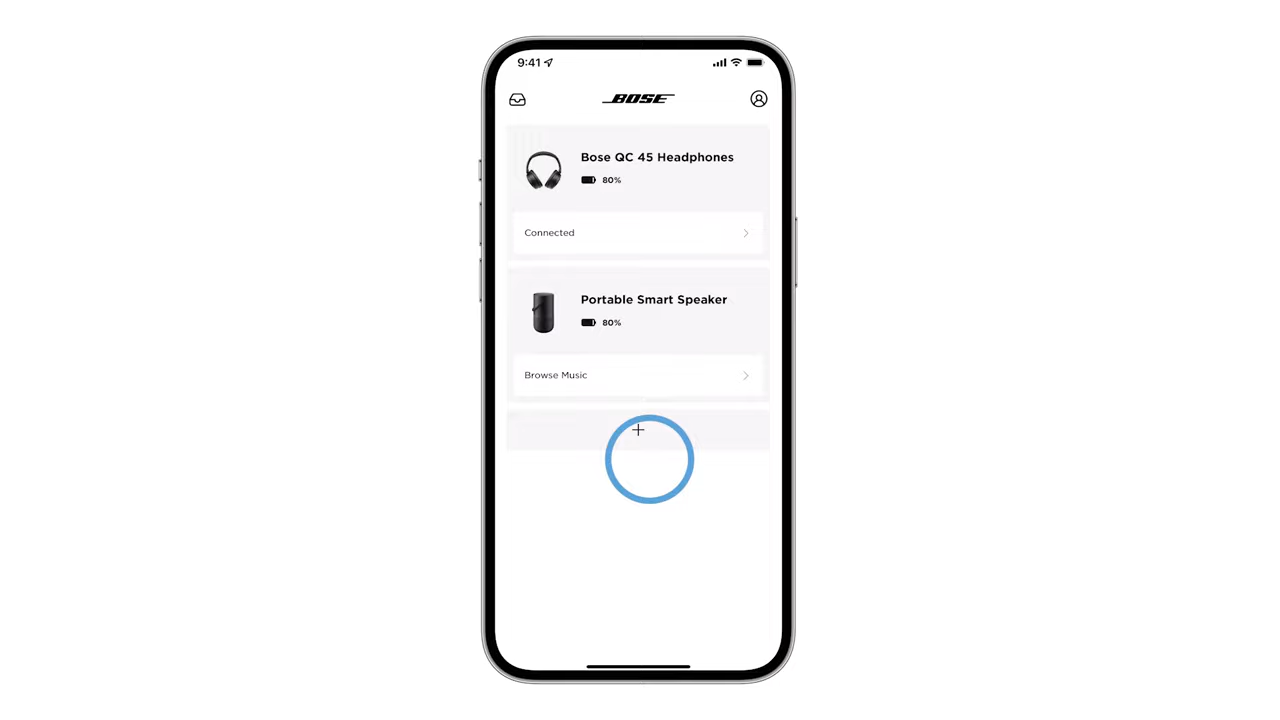 9:41
BOSE
Bose QC 45 Headphones
80%
Connected
Portable Smart Speaker
80%
Browse Music
+